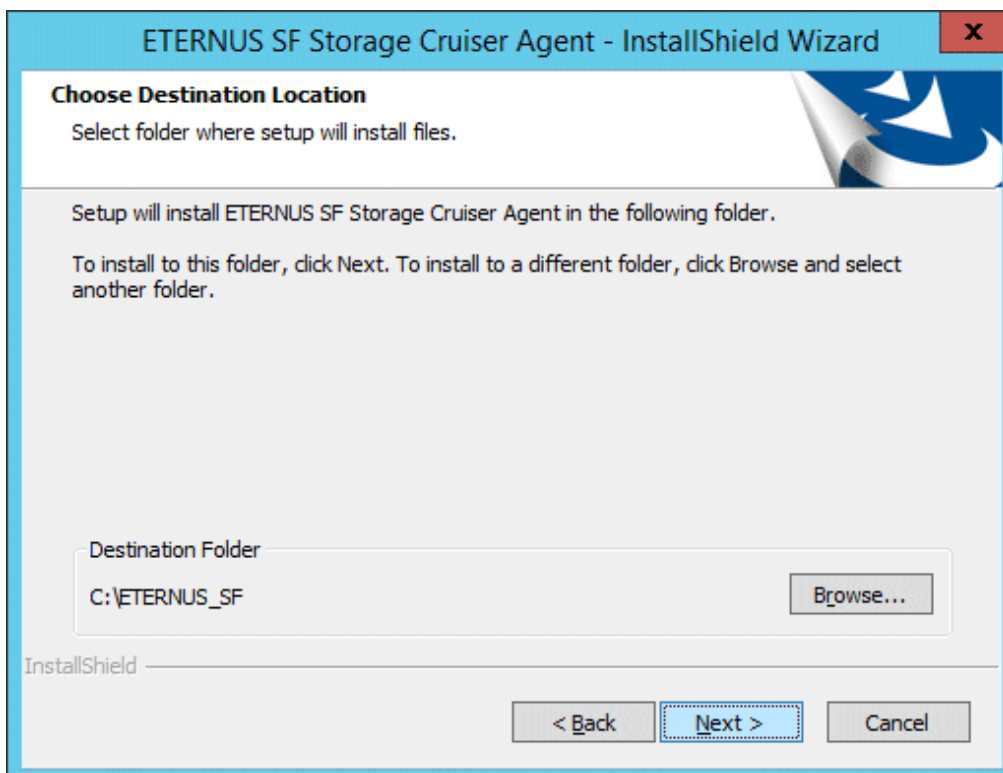 ETERNUS SF Storage Cruiser Agent - InstallShield Wizard
x
Choose Destination Location
Select folder where setup will install files.
Setup will install ETERNUS SF Storage Cruiser Agent in the following folder.
To install to this folder, click Next. To install to a different folder, click Browse and select
another folder.
Destination Folder
C:\ETERNUS_SF
Browse...
InstallShield
< Back
Next >
Cancel